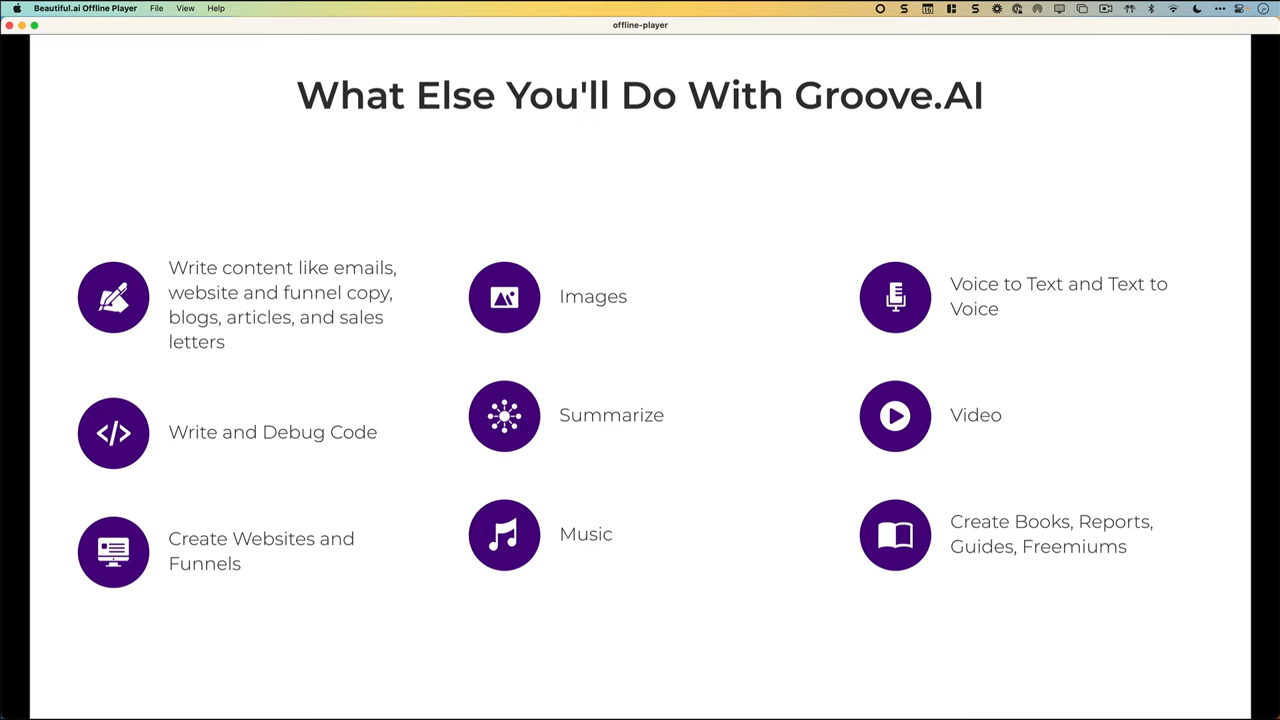 Beautiful.ai Offline Player File View Help
16
offline-player
What Else You'll Do With Groove.AI
Write content like emails,
website and funnel copy,
blogs, articles, and sales
letters
Write and Debug Code
Create Websites and
Funnels
Images
Summarize
Music
Voice to Text and Text to
Voice
Video
Create Books, Reports,
Guides, Freemiums